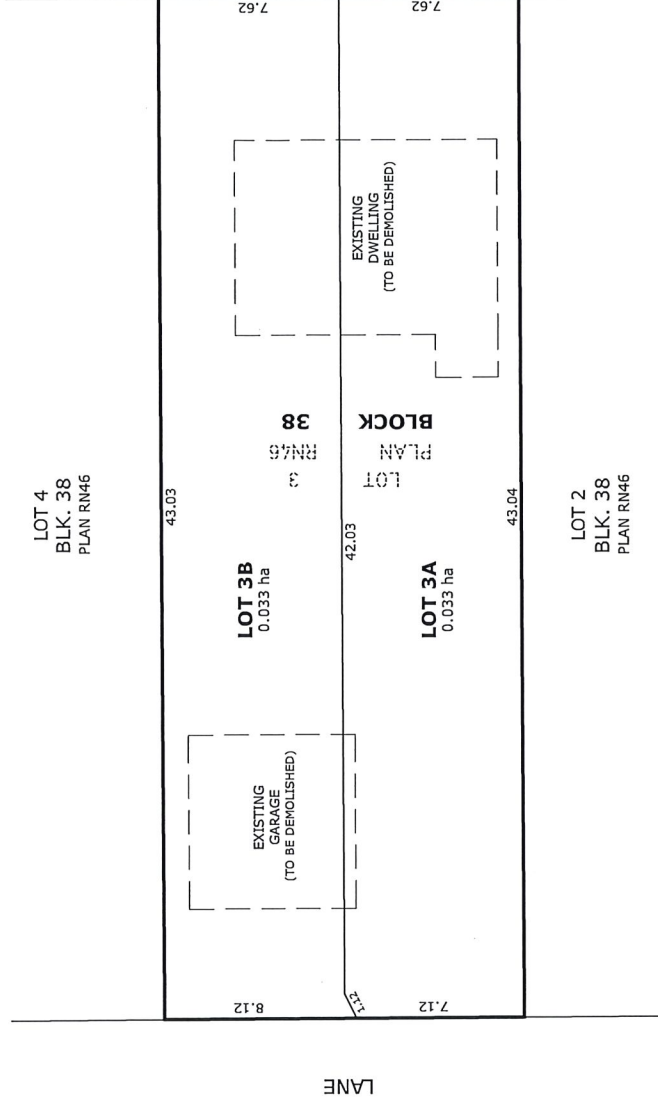 7.62
7.62
EXISTING
DWELLING
(TO BE DEMOLISHED)
LOT 4
BLK. 38
PLAN RN46
43.03
BLOCK 38
PLAN RN46
LOT 3
42.03
43.04
LOT 2
BLK. 38
PLAN RN46
LOT 3B
0.033 ha
LOT 3A
0.033 ha
EXISTING
GARAGE
(TO BE DEMOLISHED)
8.12
1.12
7.12
LANE